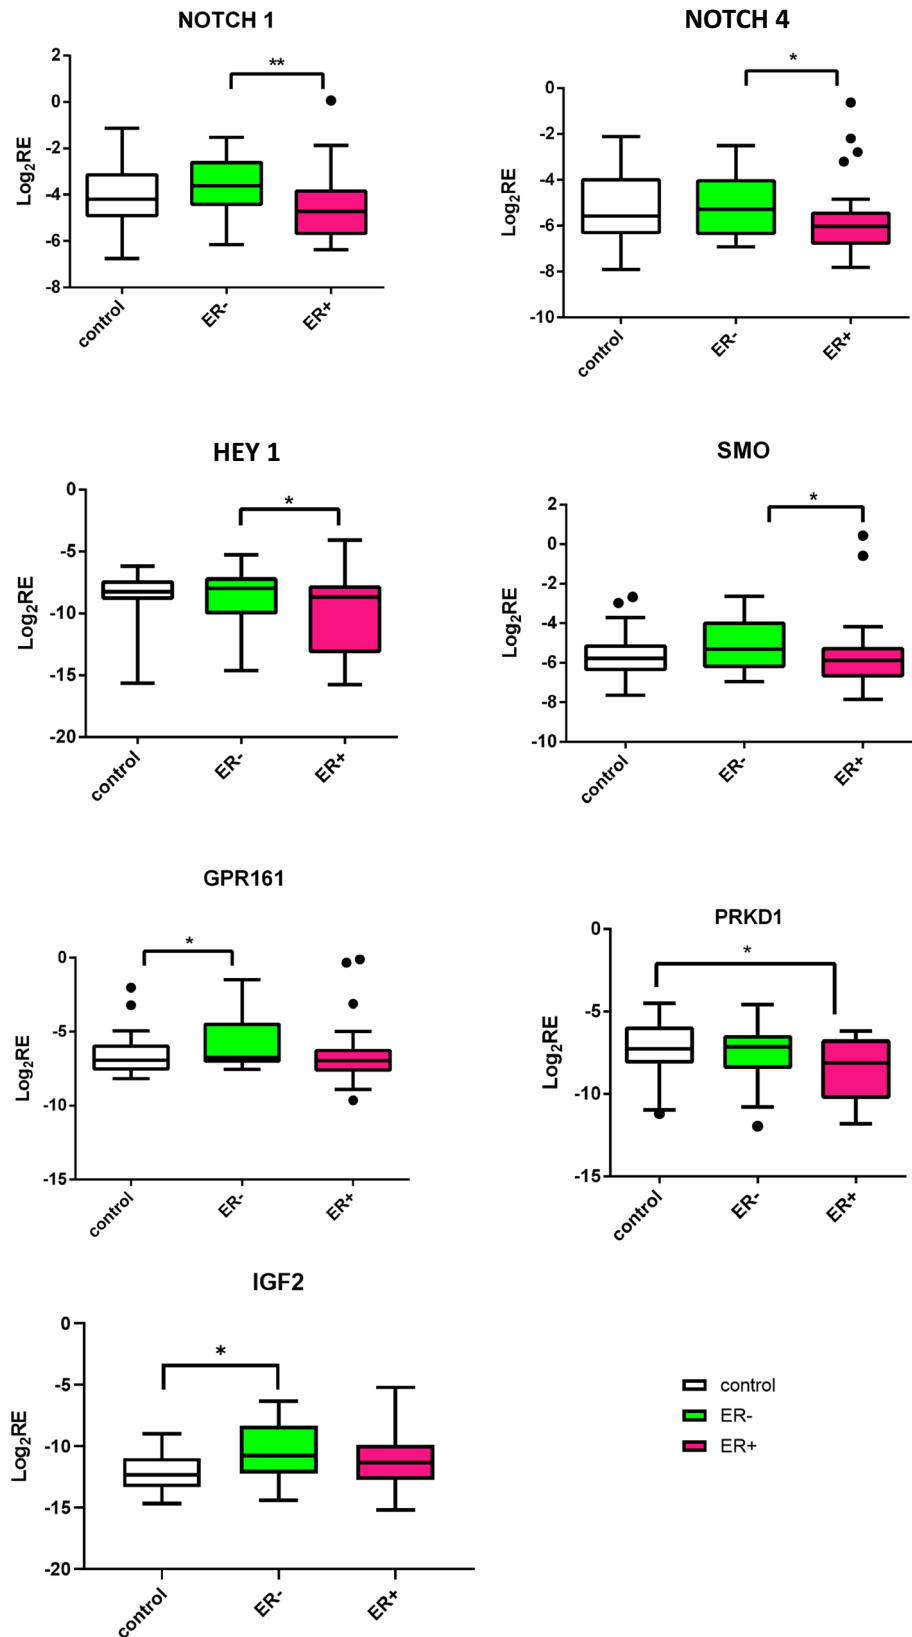 NOTCH 1
**
2
0
-2
-4
-6
-8
Log₂RE
control
ER-
ER+
NOTCH 4
*
0
-2
-4
-6
-8
-10
Log₂RE
control
ER-
ER+
HEY 1
*
0
-5
-10
-15
-20
Log₂RE
control
ER-
ER+
SMO
*
2
0
-2
-4
-6
-8
-10
Log₂RE
control
ER-
ER+
GPR161
*
0
-5
-10
-15
Log₂RE
control
ER-
ER+
PRKD1
*
0
-5
-10
-15
Log₂RE
control
ER-
ER+
IGF2
*
0
-5
-10
-15
-20
Log₂RE
control
ER-
ER+
control
ER-
ER+